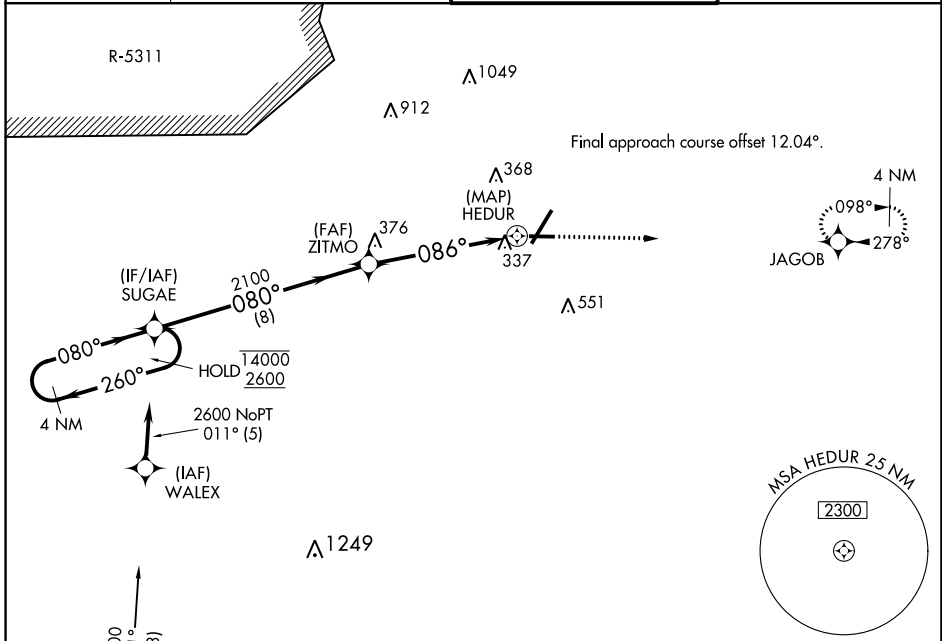 R-5311
1049
912
Final approach course offset 12.04°.
368
4 NM
(MAP)
HEDUR
098°
(FAF)
ZITMO
376
086°
278°
JAGOB
337
(IF/IAF)
SUGAE
2100
080°
(8)
551
080°
HOLD
14000
2600
260°
4 NM
2600 NoPT
011° (5)
(IAF)
WALEX
MSA HEDUR 25 NM
2300
1249